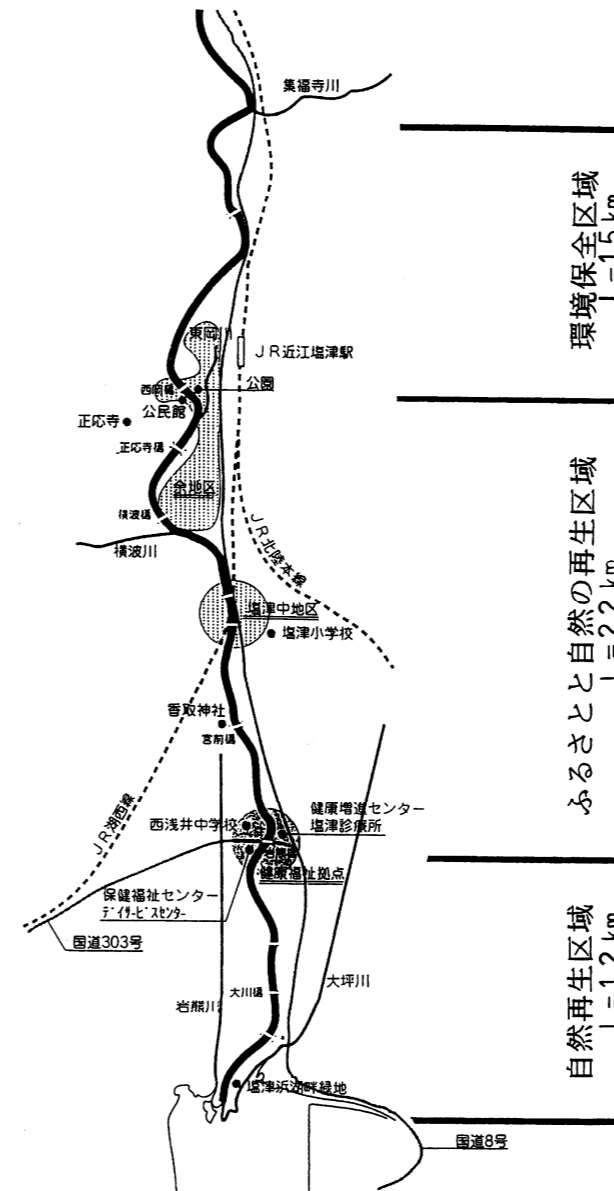 集福寺川
環境保全区域
L=1.5km
東岡川
JR近江塩津駅
公園
公民館
正応寺
正応寺橋
余地区
横波橋
横波川
JR北陸本線
塩津中地区
塩津小学校
ふるさとと自然の再生区域
L=2.2km
香取神社
宮前橋
JR湖西線
健康増進センター
塩津診療所
西浅井中学校
健康福祉拠点
保健福祉センター
デイサービスセンター
国道303号
自然再生区域
L=1.2km
大坪川
大川橋
岩熊川
塩津浜湖畔緑地
国道8号